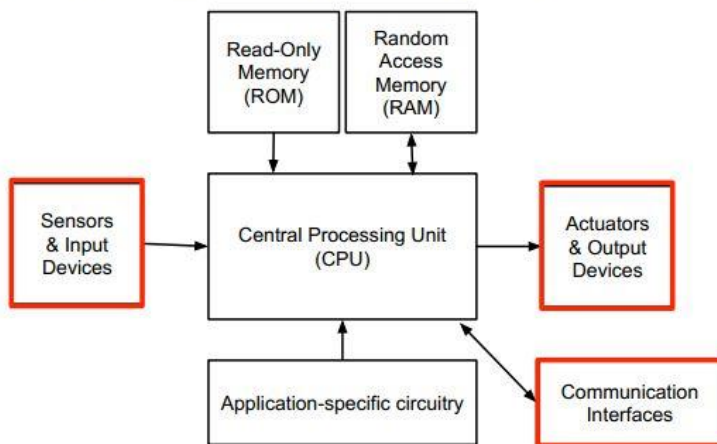 Read-Only
Memory
(ROM)
Random
Access
Memory
(RAM)
Sensors
& Input
Devices
Central Processing Unit
(CPU)
Actuators
& Output
Devices
Application-specific circuitry
Communication
Interfaces